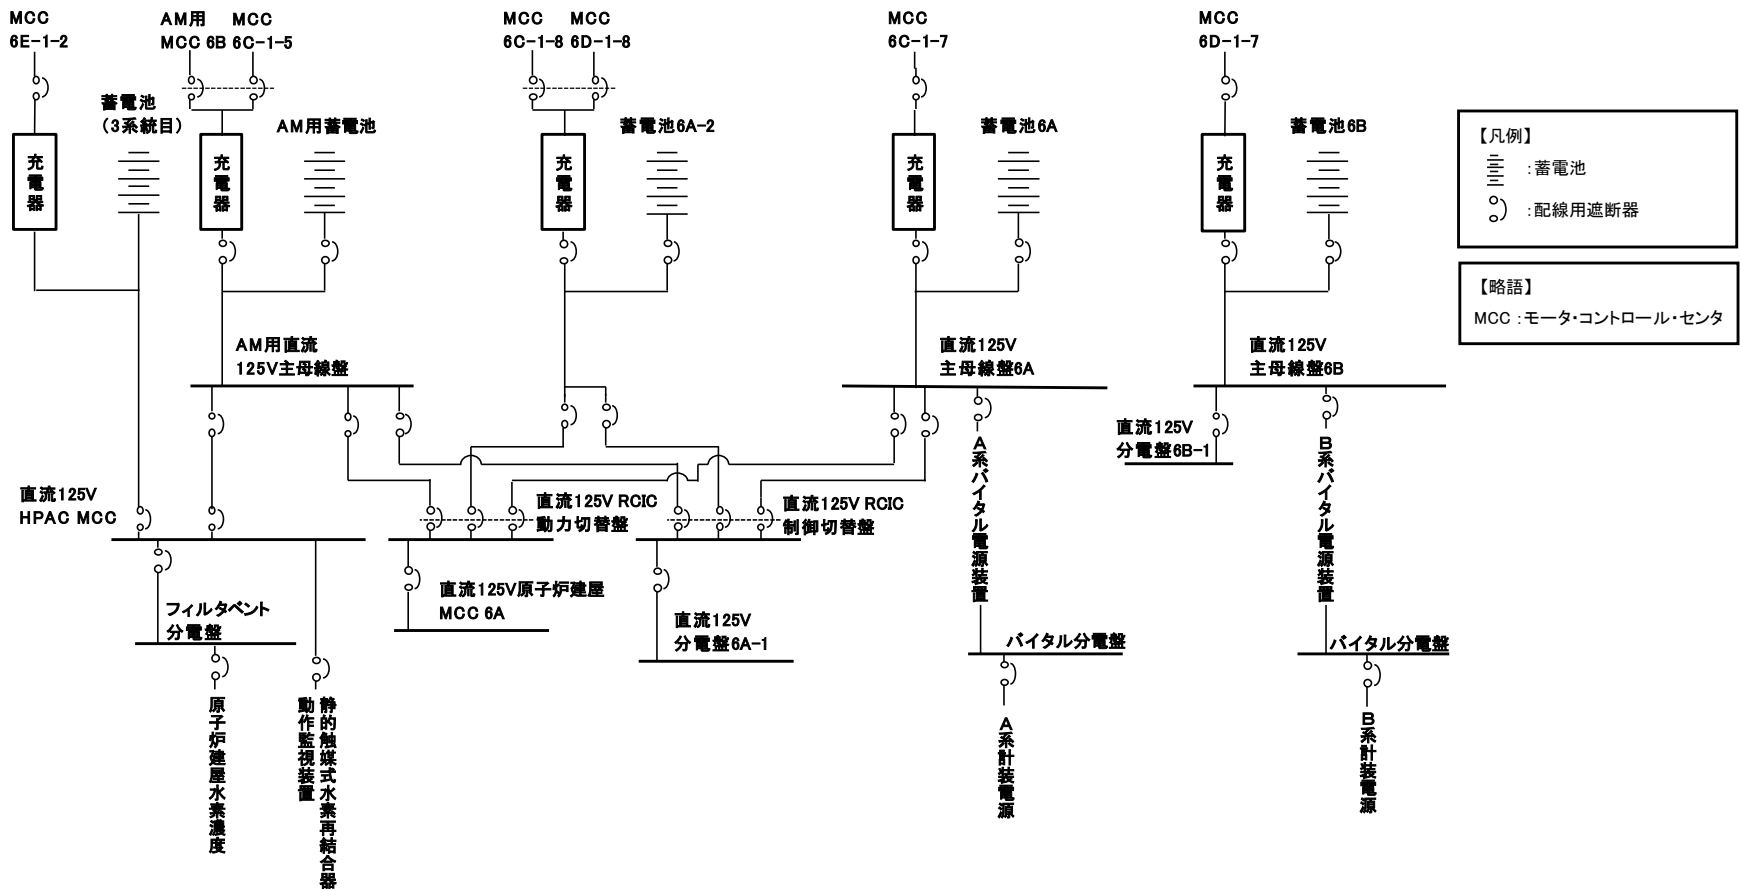 MCC
6E-1-2
AM用
MCC 6B
MCC
6C-1-5
MCC
6C-1-8
MCC
6D-1-8
MCC
6C-1-7
MCC
6D-1-7
蓄電池
(3系統目)
AM用蓄電池
蓄電池6A-2
蓄電池6A
蓄電池6B
充電器
充電器
充電器
充電器
充電器
【凡例】
:蓄電池
:配線用遮断器
【略語】
MCC :モータ・コントロール・センタ
AM用直流
125V主母線盤
直流125V
主母線盤6A
直流125V
主母線盤6B
直流125V
分電盤6B-1
直流125V
HPAC MCC
直流125V RCIC
動力切替盤
直流125V RCIC
制御切替盤
A系バイタル電源装置
B系バイタル電源装置
直流125V原子炉建屋
MCC 6A
フィルタベント
分電盤
直流125V
分電盤6A-1
バイタル分電盤
バイタル分電盤
原子炉建屋水素濃度
静的触媒式水素再結合器
動作監視装置
A系計装電源
B系計装電源